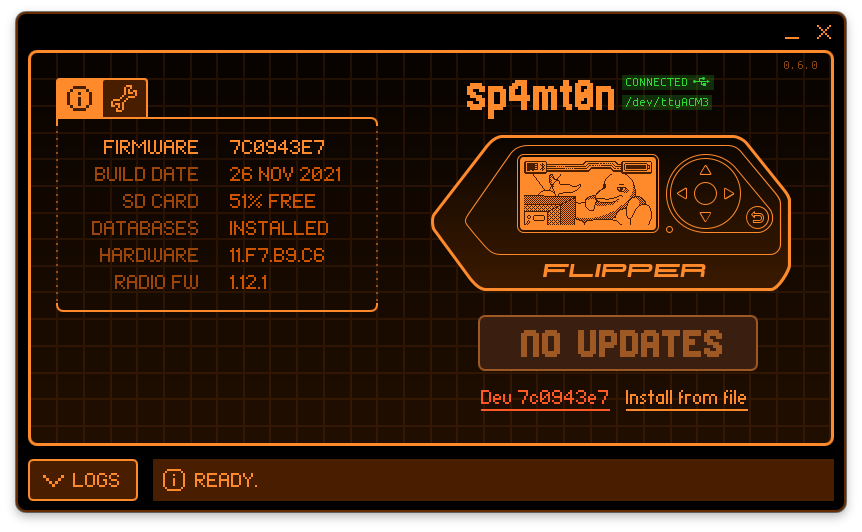 0.6.0
sp4mt0n
CONNECTED
/dev/ttyACM3
FIRMWARE 7C0943E7
BUILD DATE 26 NOV 2021
SD CARD 51% FREE
DATABASES INSTALLED
HARDWARE 11.F7.B9.C6
RADIO FW 1.12.1
FLIPPER
NO UPDATES
Dev 7c0943e7 Install from file
LOGS
READY.